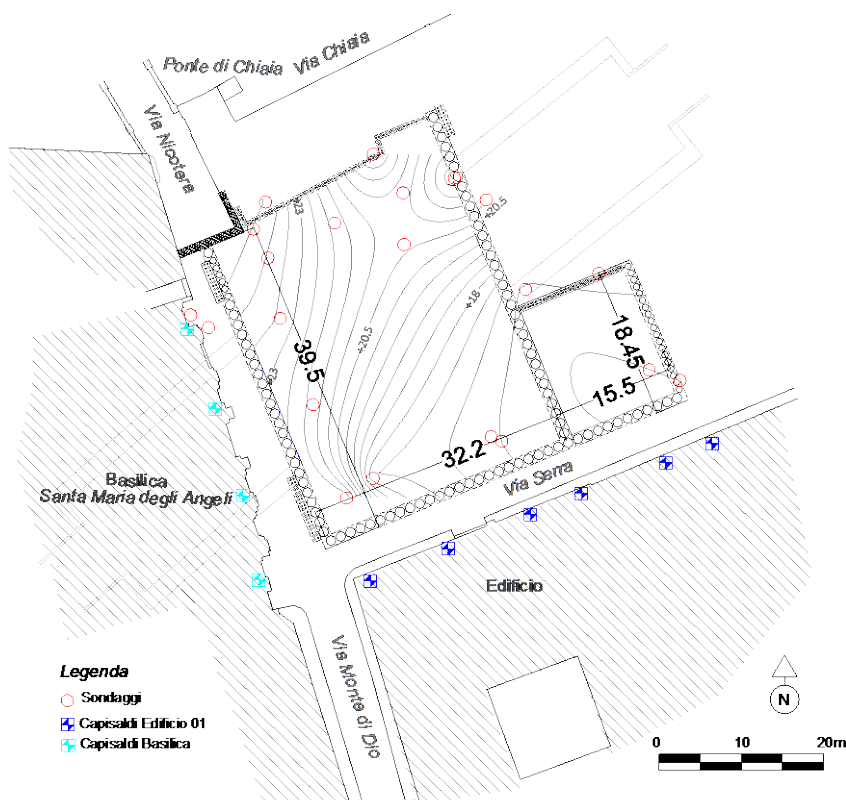 Ponte di Chiaia Via Chiaia
Via Nicotera
+23
+20.5
+18
+20.5
+23
39.5
18.45
15.5
32.2
Via Serra
Basilica
Santa Maria degli Angeli
Edificio
Via Monte di Dio
Legenda
Sondaggi
Capisaldi Edificio 01
Capisaldi Basilica
N
0 10 20m